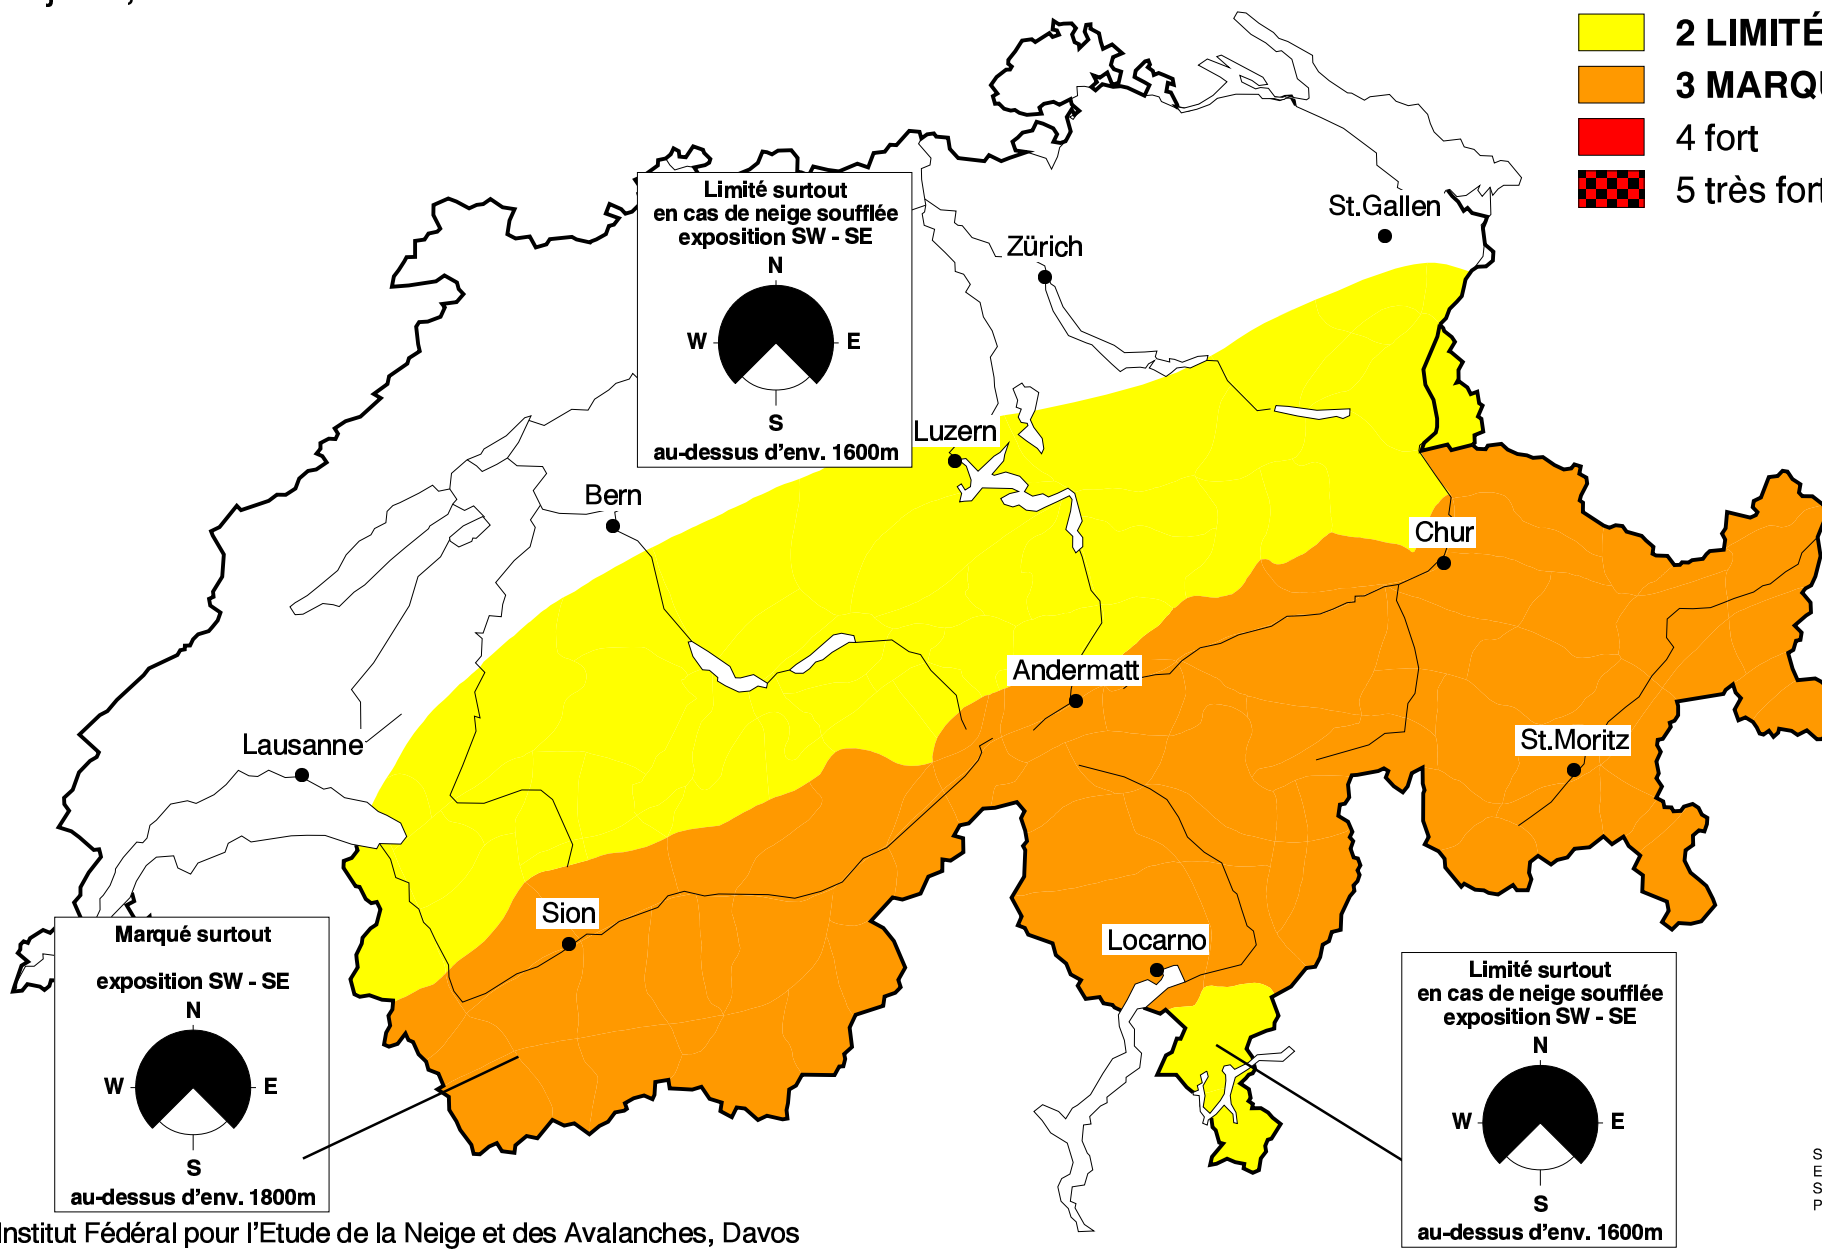 2 LIMITÉ
3 MARQU
4 fort
5 très fort
Limité surtout
en cas de neige soufflée
exposition SW - SE
N
W
E
S
au-dessus d'env. 1600m
St.Gallen
Zürich
Luzern
Bern
Chur
Andermatt
Lausanne
St.Moritz
Sion
Locarno
Marqué surtout
exposition SW - SE
N
W
E
S
au-dessus d'env. 1800m
Limité surtout
en cas de neige soufflée
exposition SW - SE
N
W
E
S
au-dessus d'env. 1600m
S
E
S
P
Institut Fédéral pour l'Etude de la Neige et des Avalanches, Davos